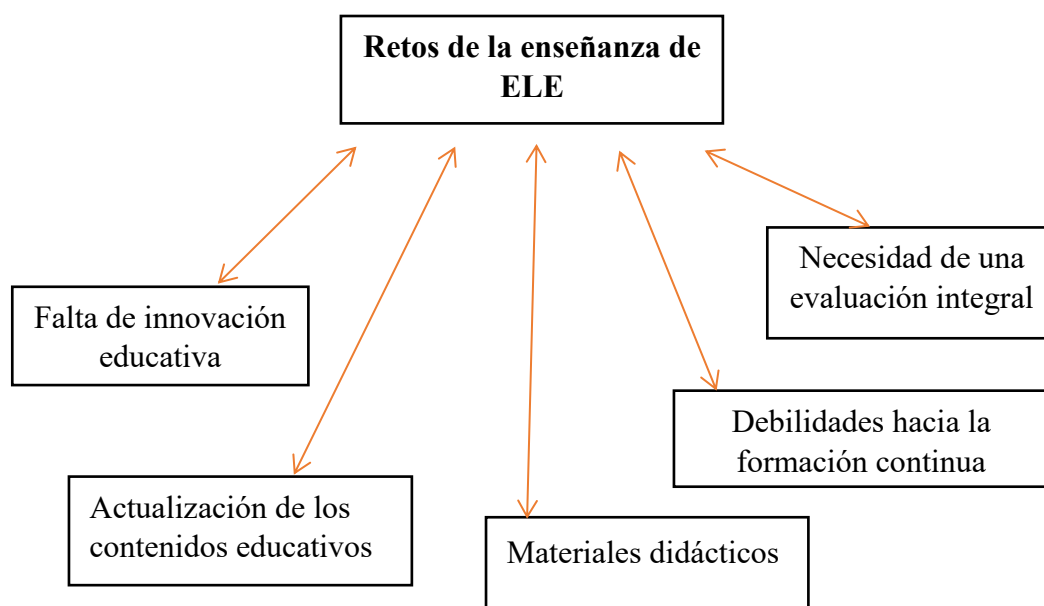 Retos de la enseñanza de
ELE
Necesidad de una
evaluación integral
Falta de innovación
educativa
Debilidades hacia la
formación continua
Actualización de los
contenidos educativos
Materiales didácticos